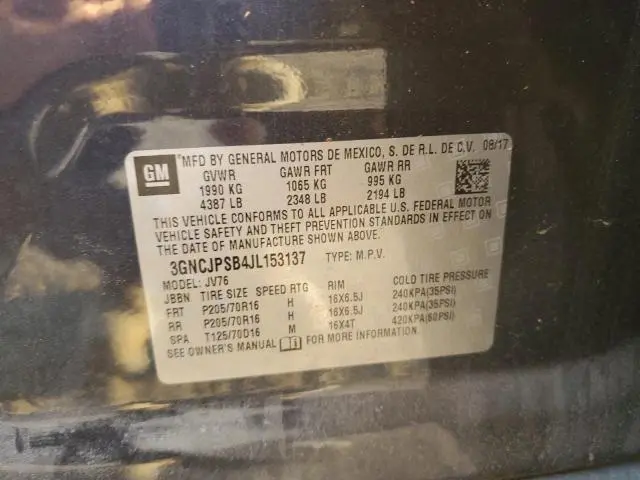 GM
MFD BY GENERAL MOTORS DE MEXICO, S. DE R.L. DE C.V. 08/17
GVWR GAWR FRT GAWR RR
1990 KG 1065 KG 995 KG
4387 LB 2348 LB 2194 LB
THIS VEHICLE CONFORMS TO ALL APPLICABLE U.S. FEDERAL MOTOR
VEHICLE SAFETY AND THEFT PREVENTION STANDARDS IN EFFECT ON
THE DATE OF MANUFACTURE SHOWN ABOVE.
3GNCJPSB4JL153137 TYPE: M.P.V.
MODEL: JV76
JBBN TIRE SIZE SPEED RTG RIM COLD TIRE PRESSURE
FRT P205/70R16 H 16X6.5J 240KPA(35PSI)
RR P205/70R16 H 16X6.5J 240KPA(35PSI)
SPA T125/70D16 M 16X4T 420KPA(60PSI)
SEE OWNER'S MANUAL FOR MORE INFORMATION